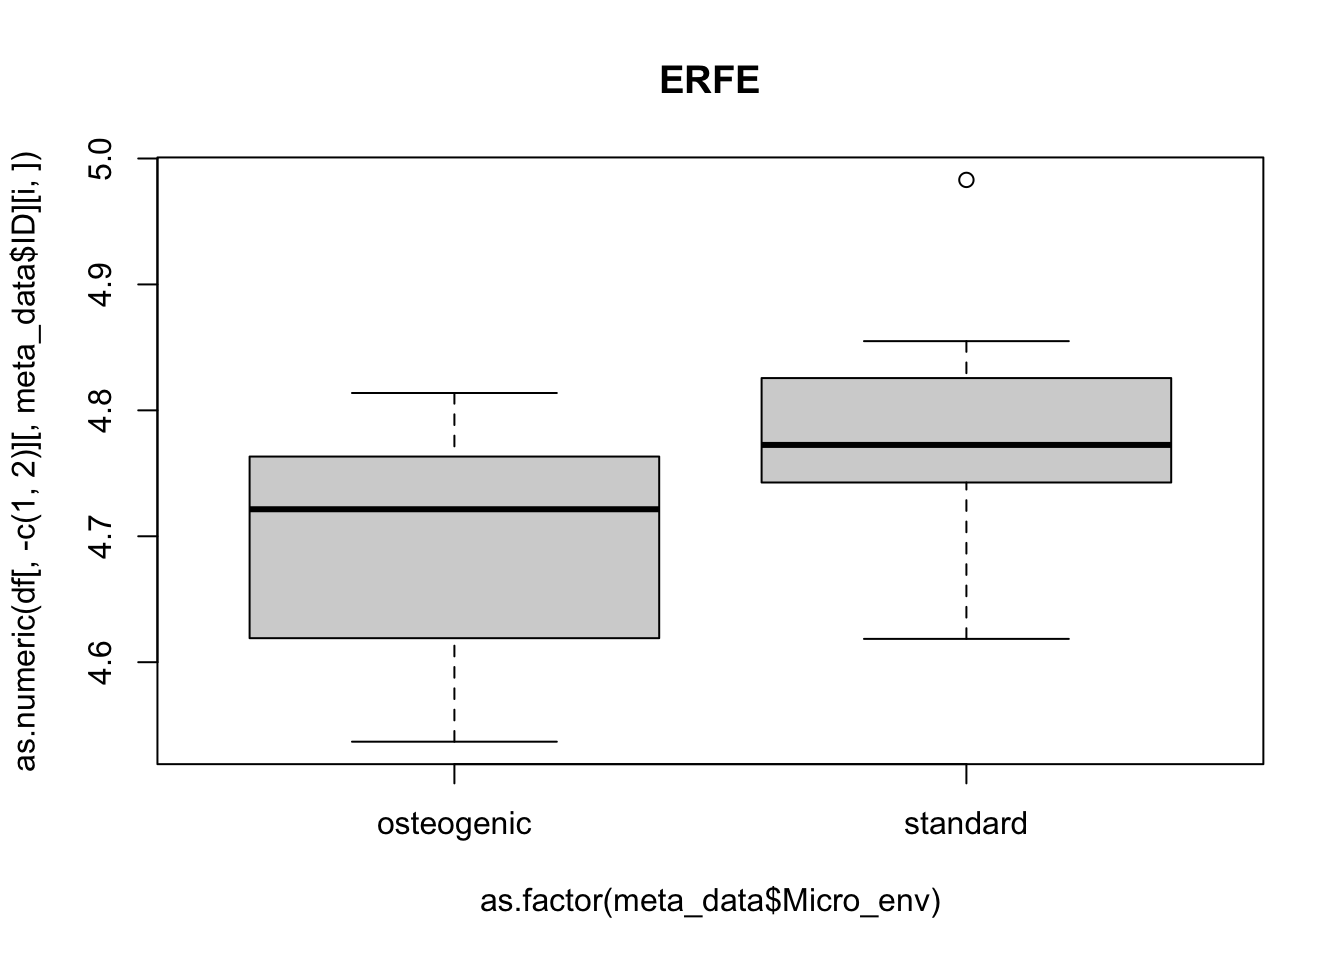 ERFE
as.numeric(df[, -c(1, 2)][, meta_data$ID][i, ])
5.0
4.9
4.8
4.7
4.6
osteogenic
standard
as.factor(meta_data$Micro_env)